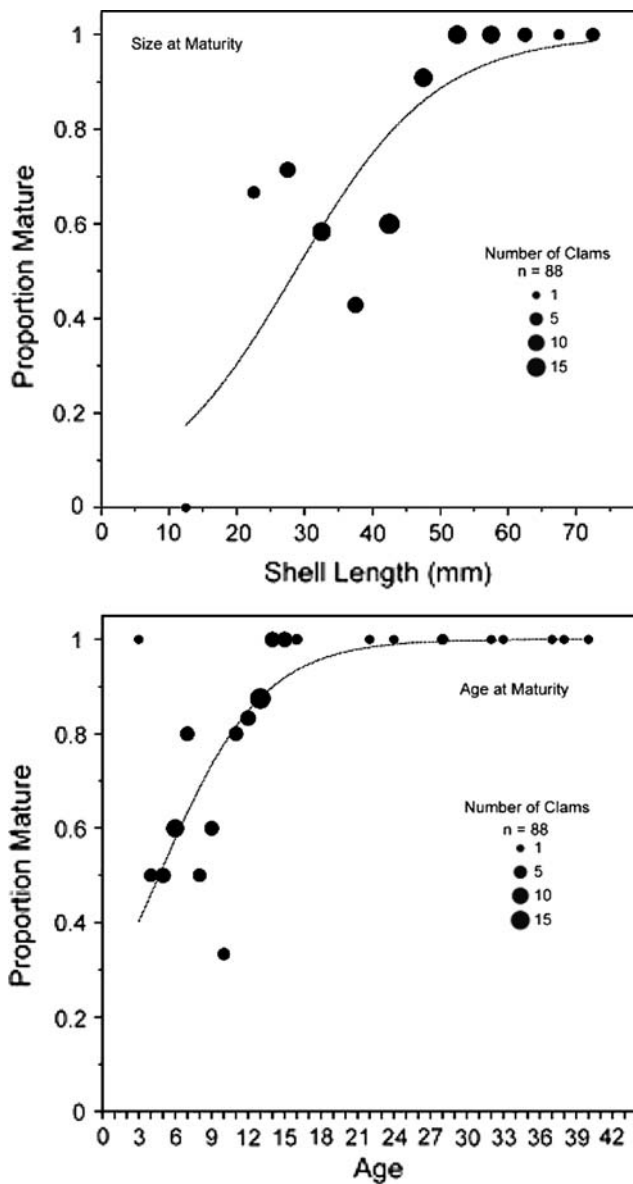 Size at Maturity
1
0.8
0.6
0.4
0.2
0
Proportion Mature
Number of Clams
n = 88
1
5
10
15
0 10 20 30 40 50 60 70
Shell Length (mm)
1
0.8
0.6
0.4
0.2
0
Proportion Mature
Age at Maturity
Number of Clams
n = 88
1
5
10
15
0 3 6 9 12 15 18 21 24 27 30 33 36 39 42
Age